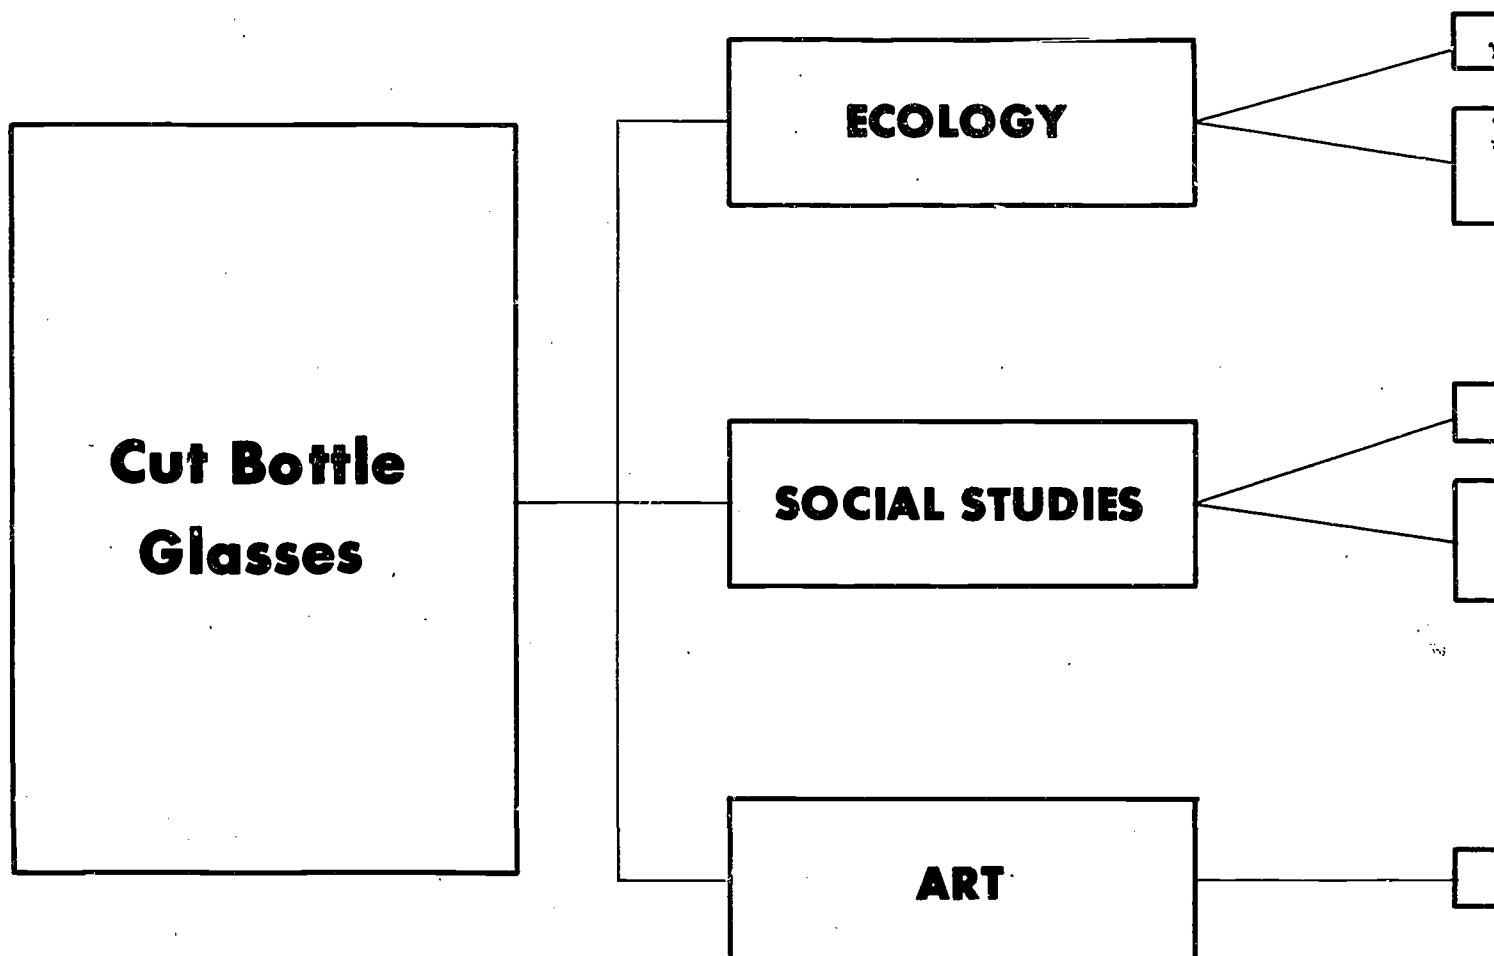 ECOLOGY
Cut Bottle
Glasses
SOCIAL STUDIES
ART